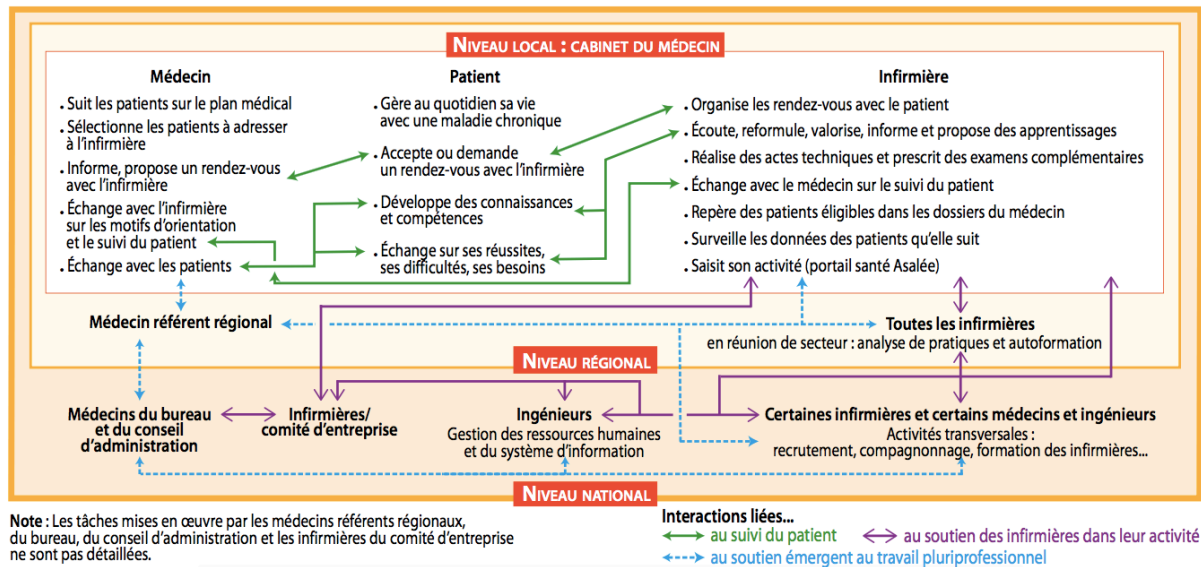 NIVEAU LOCAL : CABINET DU MÉDECIN
Médecin
. Suit les patients sur le plan médical
. Sélectionne les patients à adresser
à l’infirmière
. Informe, propose un rendez-vous
avec l’infirmière
. Échange avec l’infirmière
sur les motifs d’orientation
et le suivi du patient
. Échange avec les patients
Patient
. Gère au quotidien sa vie
avec une maladie chronique
. Accepte ou demande
un rendez-vous avec l’infirmière
. Développe des connaissances
et compétences
. Échange sur ses réussites,
ses difficultés, ses besoins
Infirmière
. Organise les rendez-vous avec le patient
. Écoute, reformule, valorise, informe et propose des apprentissages
. Réalise des actes techniques et prescrit des examens complémentaires
. Échange avec le médecin sur le suivi du patient
. Repère des patients éligibles dans les dossiers du médecin
. Surveille les données des patients qu’elle suit
. Saisit son activité (portail santé Asalée)
Médecin référent régional
Toutes les infirmières
en réunion de secteur : analyse de pratiques et autoformation
NIVEAU RÉGIONAL
Médecins du bureau
et du conseil
d’administration
Infirmières/
comité d’entreprise
Ingénieurs
Gestion des ressources humaines
et du système d’information
Certaines infirmières et certains médecins et ingénieurs
Activités transversales :
recrutement, compagnonnage, formation des infirmières...
NIVEAU NATIONAL
Note : Les tâches mises en œuvre par les médecins référents régionaux,
du bureau, du conseil d’administration et les infirmières du comité d’entreprise
ne sont pas détaillées.
Interactions liées...
au suivi du patient
au soutien des infirmières dans leur activité
au soutien émergent au travail pluriprofessionnel